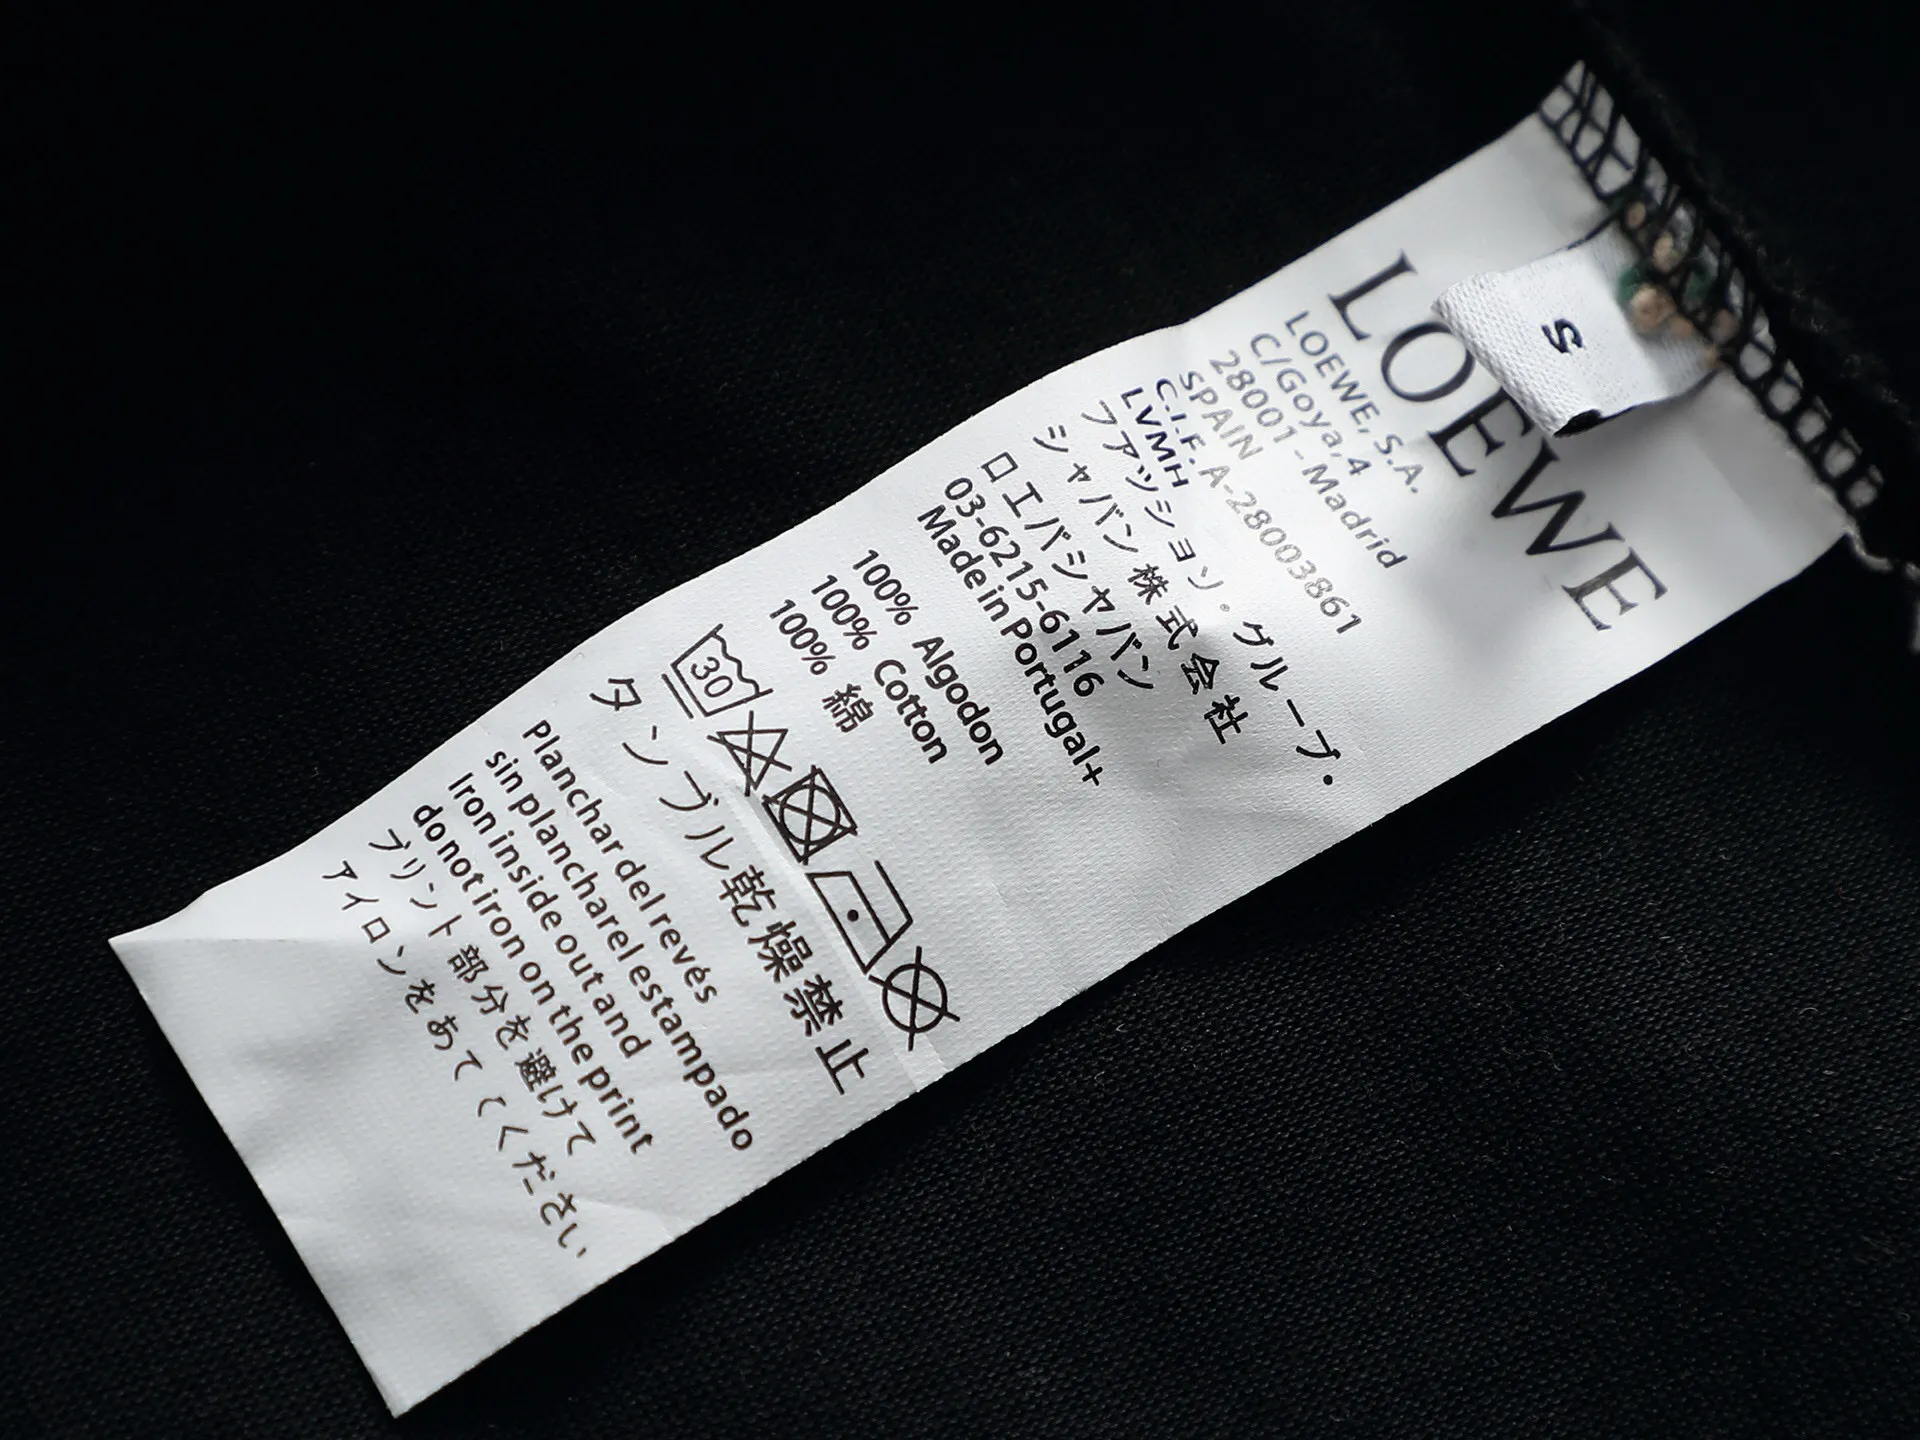 LOEWE
S
LOEWE, S.A.
C/Goya, 4
28001 - Madrid
SPAIN
C.I.F. A-28003861
LVMH
ファッション・グループ・
ジャパン株式会社
ロエベジャパン
03-6215-6116
Made in Portugal+
100% Algodon
100% Cotton
100% 綿
30
タンブル乾燥禁止
Planchar del revés
sin planchar el estampado
Iron inside out and
do not iron on the print
プリント部分を避けて
アイロンをあててください